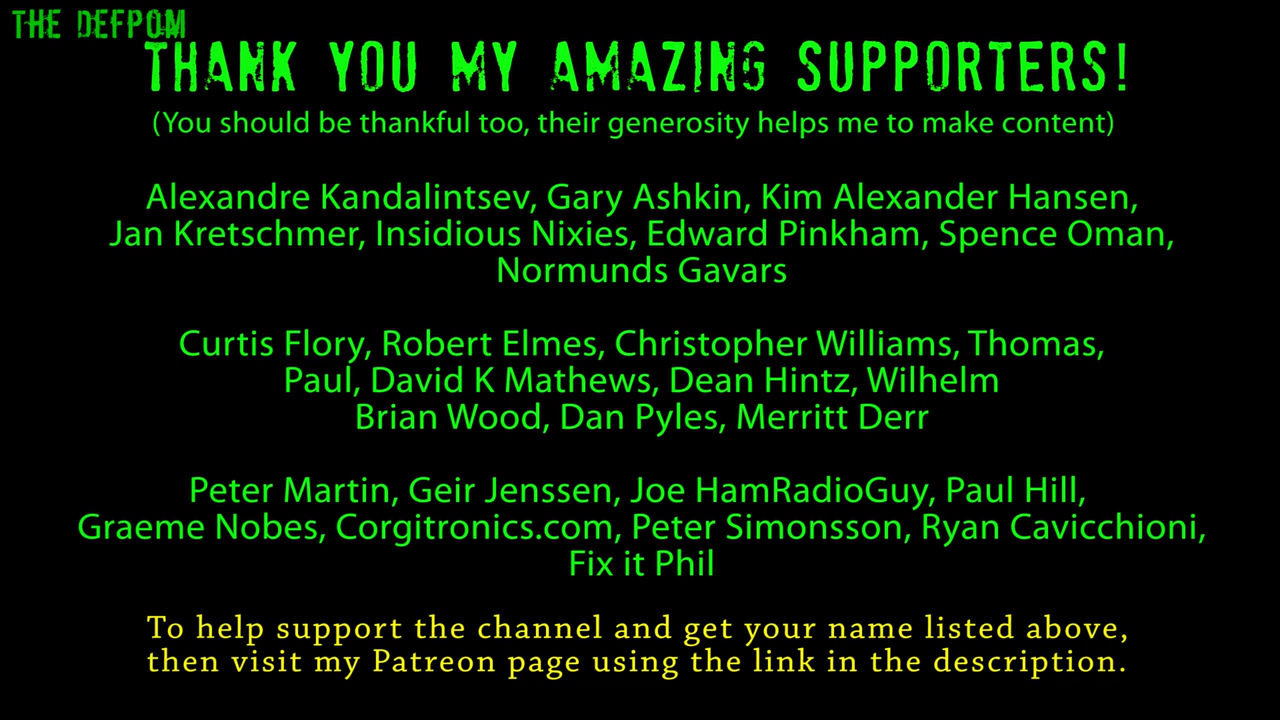 THE DEFPOM
THANK YOU MY AMAZING SUPPORTERS!
(You should be thankful too, their generosity helps me to make content)
Alexandre Kandalintsev, Gary Ashkin, Kim Alexander Hansen,
Jan Kretschmer, Insidious Nixies, Edward Pinkham, Spence Oman,
Normunds Gavars
Curtis Flory, Robert Elmes, Christopher Williams, Thomas,
Paul, David K Mathews, Dean Hintz, Wilhelm
Brian Wood, Dan Pyles, Merritt Derr
Peter Martin, Geir Jenssen, Joe HamRadioGuy, Paul Hill,
Graeme Nobes, Corgitronics.com, Peter Simonsson, Ryan Cavicchioni,
Fix it Phil
To help support the channel and get your name listed above,
then visit my Patreon page using the link in the description.